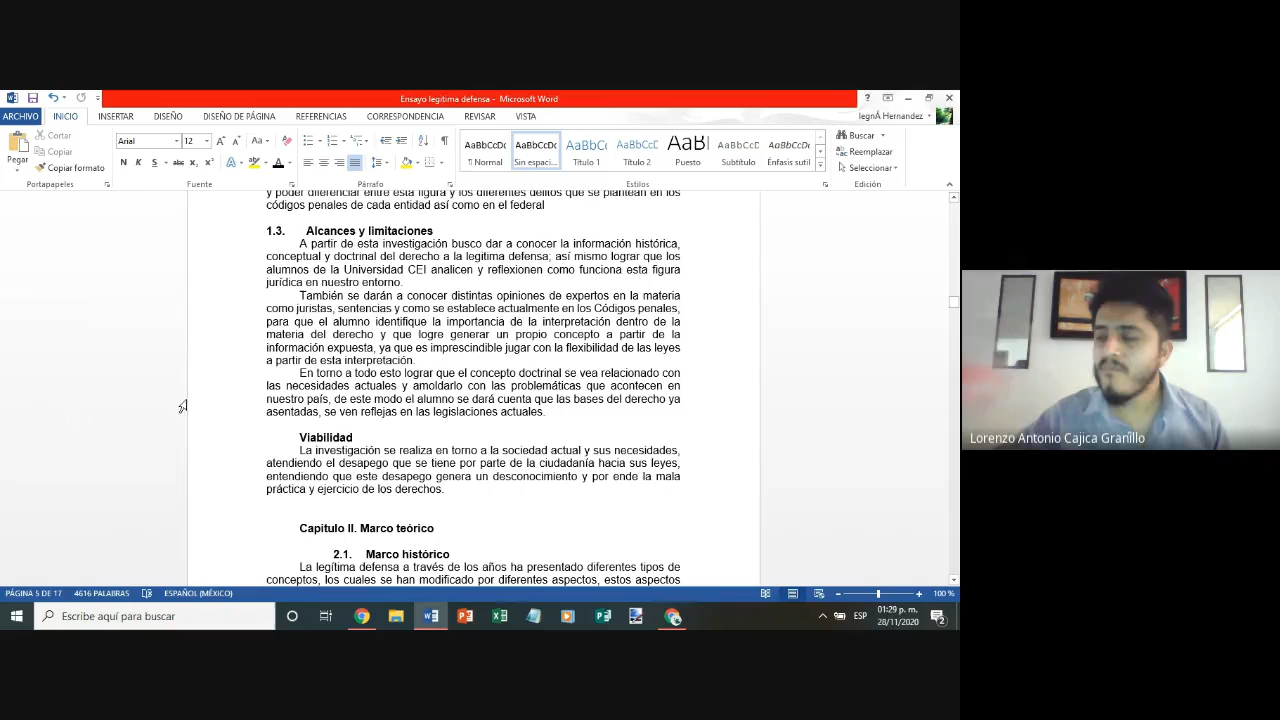 Ensayo legitima defensa - Microsoft Word
ARCHIVO INICIO INSERTAR DISEÑO DISEÑO DE PÁGINA REFERENCIAS CORRESPONDENCIA REVISAR VISTA legnÁ Hernandez
Pegar
Cortar
Copiar
Copiar formato
Portapapeles
Arial 12
N K S abc x₂ x²
Fuente
Párrafo
AaBbCcDc AaBbCcDc AaBbC AaBbCcD AaBl AaBbCcD AaBbCcDc
¶ Normal Sin espaci... Título 1 Título 2 Puesto Subtítulo Énfasis sutil
Estilos
Buscar
Reemplazar
Seleccionar
Edición
y poder diferencial entre esta figura y los diferentes delitos que se plantean en los
códigos penales de cada entidad así como en el federal
1.3. Alcances y limitaciones
A partir de esta investigación busco dar a conocer la información histórica,
conceptual y doctrinal del derecho a la legitima defensa; así mismo lograr que los
alumnos de la Universidad CEI analicen y reflexionen como funciona esta figura
jurídica en nuestro entorno.
También se darán a conocer distintas opiniones de expertos en la materia
como juristas, sentencias y como se establece actualmente en los Códigos penales,
para que el alumno identifique la importancia de la interpretación dentro de la
materia del derecho y que logre generar un propio concepto a partir de la
información expuesta, ya que es imprescindible jugar con la flexibilidad de las leyes
a partir de esta interpretación.
En torno a todo esto lograr que el concepto doctrinal se vea relacionado con
las necesidades actuales y amoldarlo con las problemáticas que acontecen en
nuestro país, de este modo el alumno se dará cuenta que las bases del derecho ya
asentadas, se ven reflejas en las legislaciones actuales.
Viabilidad
La investigación se realiza en torno a la sociedad actual y sus necesidades,
atendiendo el desapego que se tiene por parte de la ciudadanía hacia sus leyes,
entendiendo que este desapego genera un desconocimiento y por ende la mala
práctica y ejercicio de los derechos.
Capitulo II. Marco teórico
2.1. Marco histórico
La legítima defensa a través de los años ha presentado diferentes tipos de
conceptos, los cuales se han modificado por diferentes aspectos, estos aspectos
PÁGINA 5 DE 17 4616 PALABRAS ESPAÑOL (MÉXICO) 100 %
Escribe aquí para buscar
ESP
01:29 p. m.
28/11/2020
2
Lorenzo Antonio Cajica Granillo